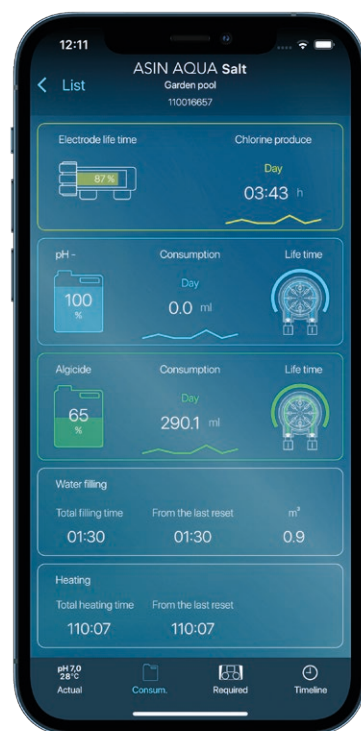 12:11
ASIN AQUA Salt
List
Garden pool
110016657
Electrode life time
Chlorine produce
87 %
Day
03:43 h
pH -
Consumption
Life time
100
%
Day
0.0 ml
Algicide
Consumption
Life time
65
%
Day
290.1 ml
Water filling
Total filling time
From the last reset
m³
01:30
01:30
0.9
Heating
Total heating time
From the last reset
110:07
110:07
pH 7,0
28°C
Actual
Consum.
Required
Timeline